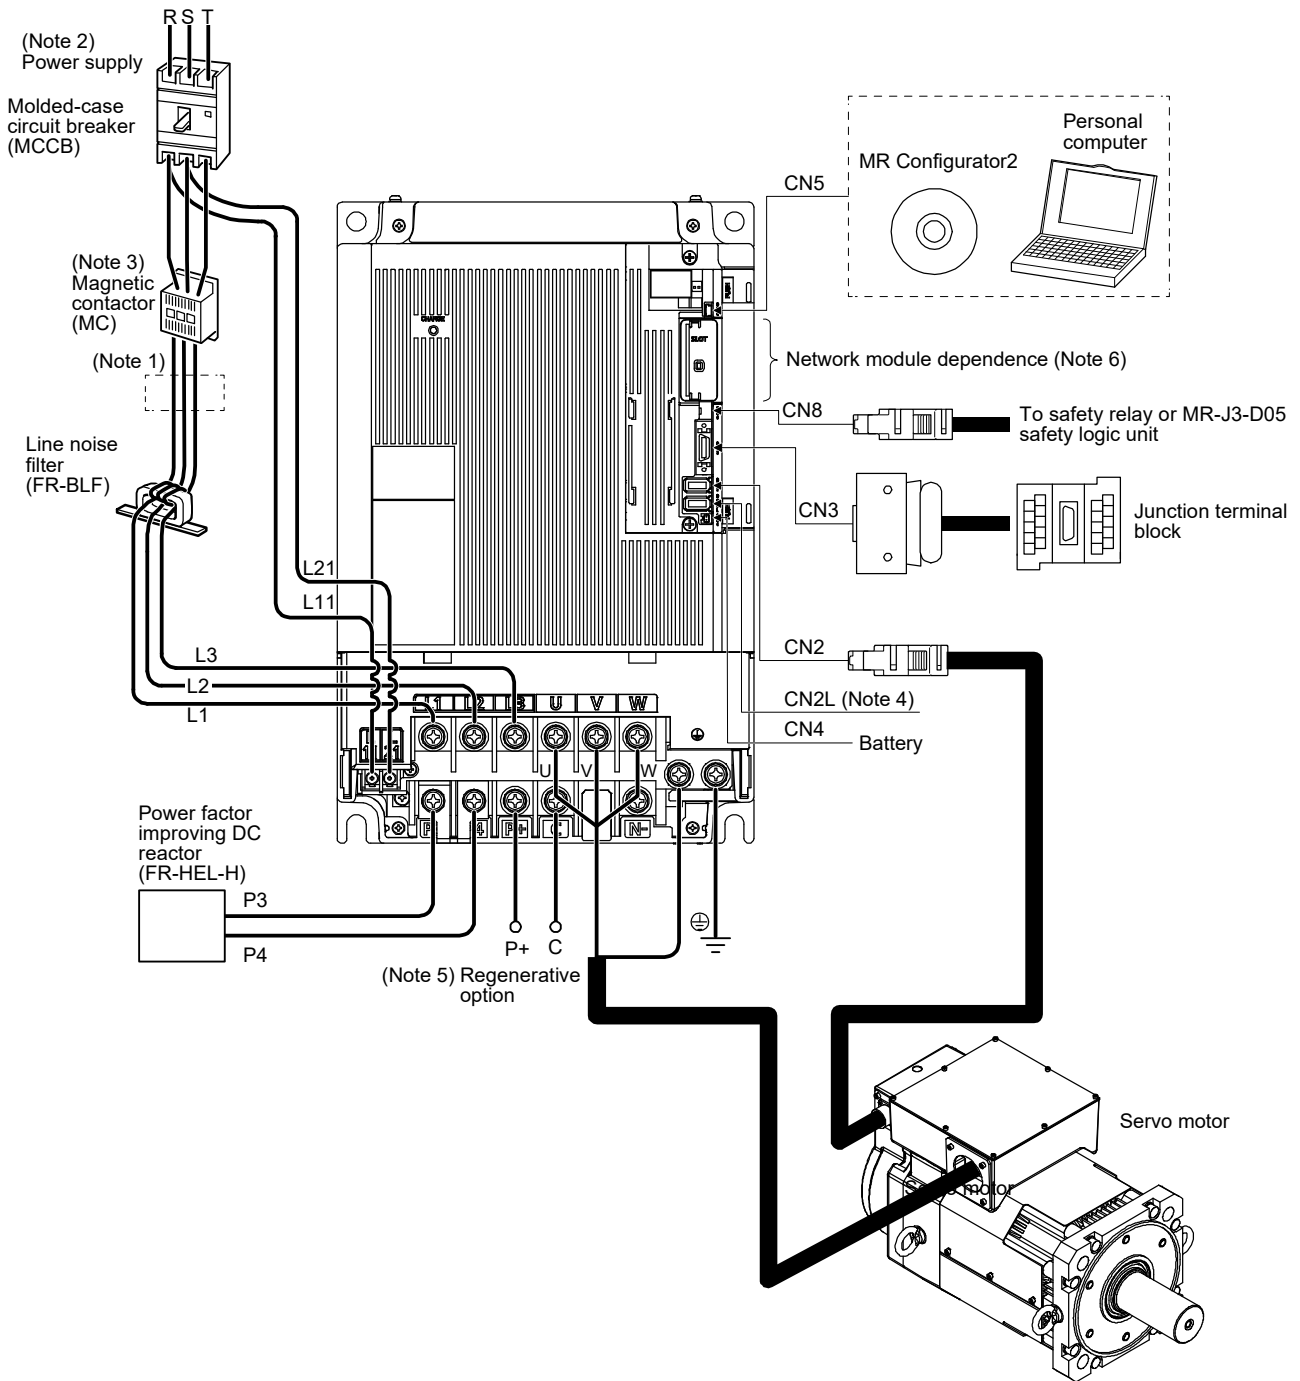 R S T
(Note 2)
Power supply
Molded-case
circuit breaker
(MCCB)
(Note 3)
Magnetic
contactor
(MC)
(Note 1)
Line noise
filter
(FR-BLF)
Personal
computer
MR Configurator2
CN5
CHARGE
SLOT
Network module dependence (Note 6)
CN8
To safety relay or MR-J3-D05
safety logic unit
CN3
Junction terminal
block
L21
L11
L3
L2
L1
CN2
CN2L (Note 4)
CN4
Battery
U V W
U V W
P+ C N-
Power factor
improving DC
reactor
(FR-HEL-H)
P3
P4
P+ C
(Note 5) Regenerative
option
Servo motor